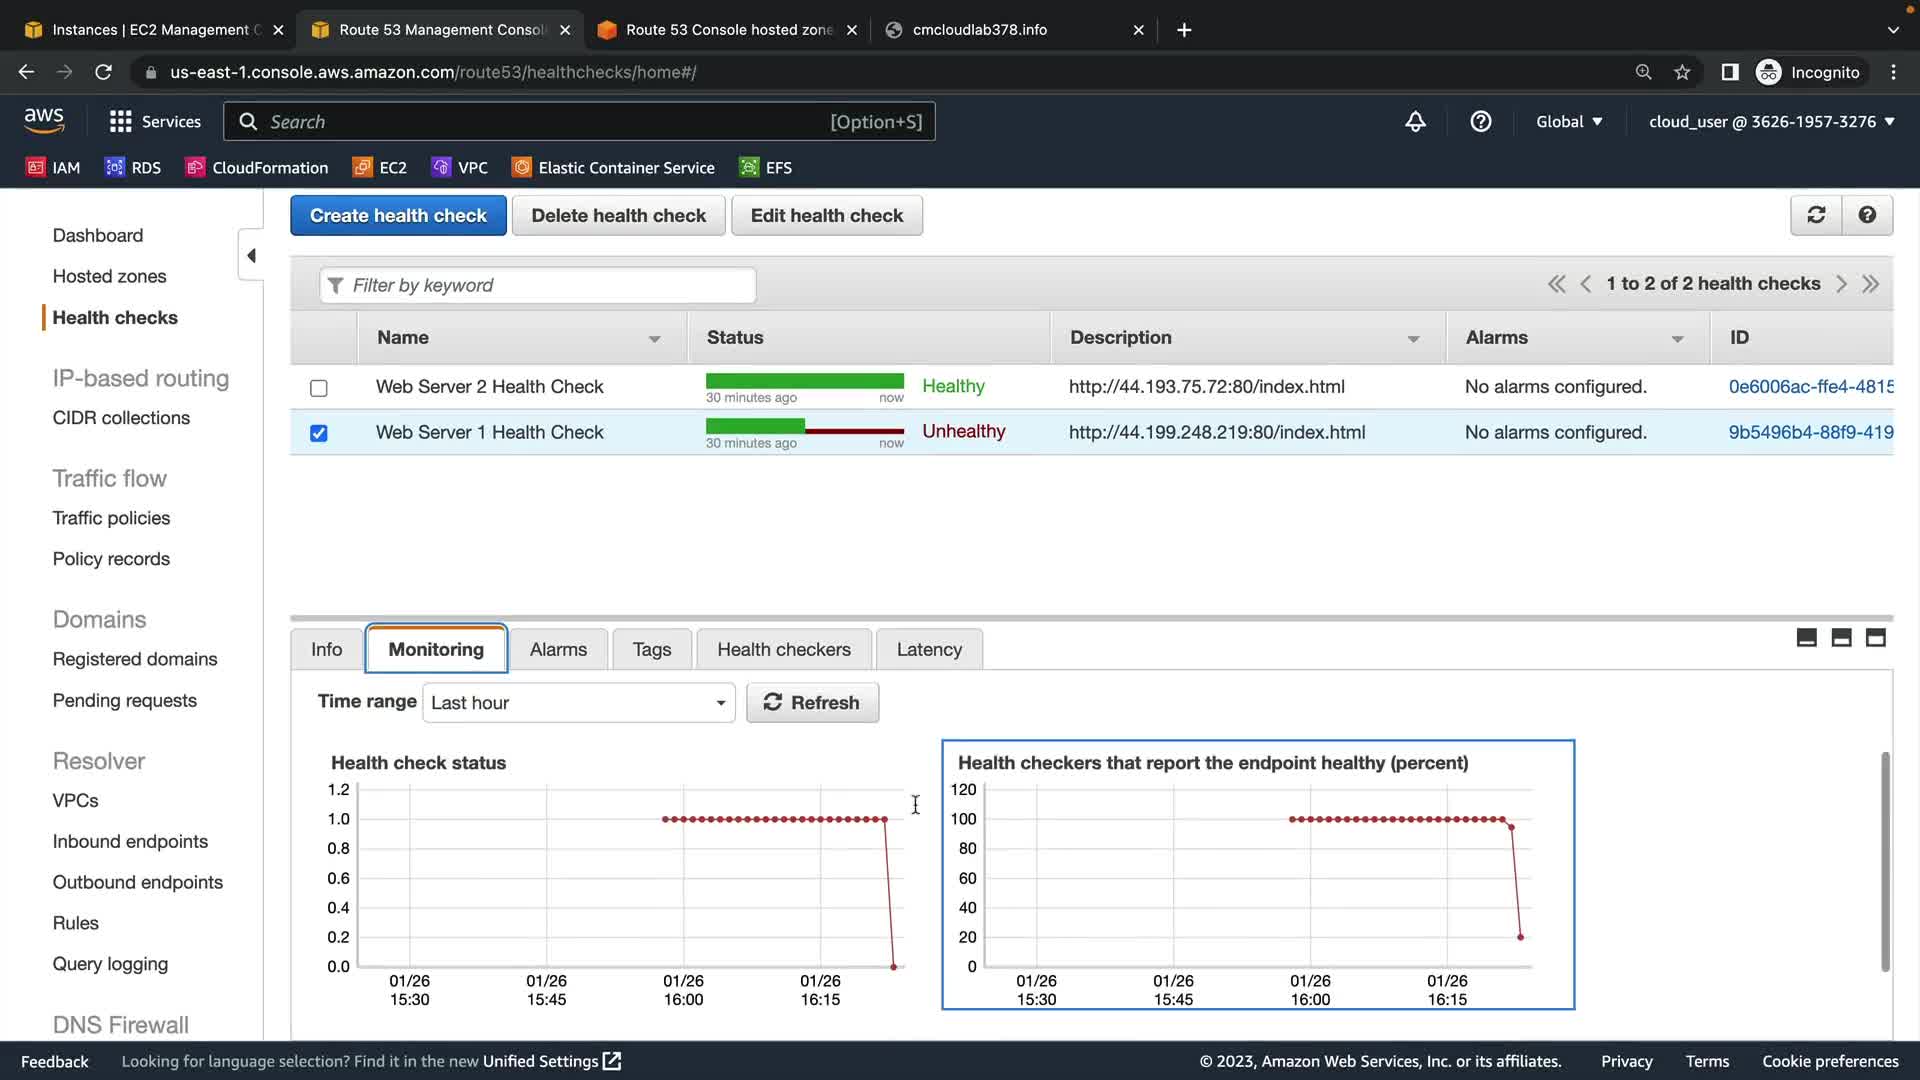 Instances | EC2 Management C
Route 53 Management Consol
Route 53 Console hosted zone
cmcloudlab378.info
us-east-1.console.aws.amazon.com/route53/healthchecks/home#/
Incognito
aws
Services
Search
[Option+S]
Global
cloud_user @ 3626-1957-3276
IAM
RDS
CloudFormation
EC2
VPC
Elastic Container Service
EFS
Dashboard
Hosted zones
Health checks
IP-based routing
CIDR collections
Traffic flow
Traffic policies
Policy records
Domains
Registered domains
Pending requests
Resolver
VPCs
Inbound endpoints
Outbound endpoints
Rules
Query logging
DNS Firewall
Create health check
Delete health check
Edit health check
Filter by keyword
1 to 2 of 2 health checks
Name
Status
Description
Alarms
ID
Web Server 2 Health Check
30 minutes ago
now
Healthy
http://44.193.75.72:80/index.html
No alarms configured.
0e6006ac-ffe4-4815
Web Server 1 Health Check
30 minutes ago
now
Unhealthy
http://44.199.248.219:80/index.html
No alarms configured.
9b5496b4-88f9-419
Info
Monitoring
Alarms
Tags
Health checkers
Latency
Time range
Last hour
Refresh
Health check status
1.2
1.0
0.8
0.6
0.4
0.2
0.0
01/26
15:30
01/26
15:45
01/26
16:00
01/26
16:15
Health checkers that report the endpoint healthy (percent)
120
100
80
60
40
20
0
01/26
15:30
01/26
15:45
01/26
16:00
01/26
16:15
Feedback
Looking for language selection? Find it in the new Unified Settings
© 2023, Amazon Web Services, Inc. or its affiliates.
Privacy
Terms
Cookie preferences